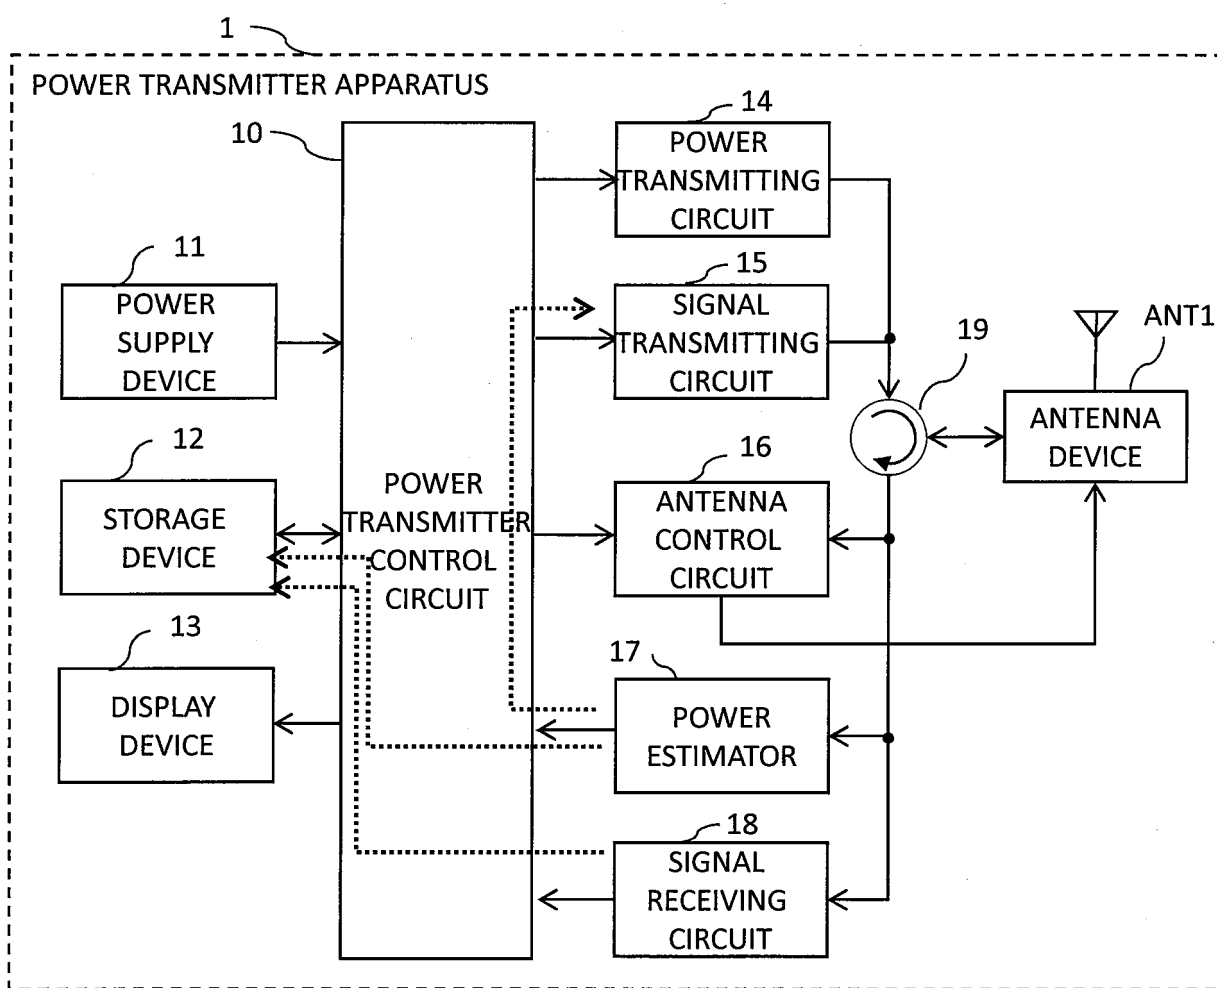 1
POWER TRANSMITTER APPARATUS
10
14
POWER
TRANSMITTING
CIRCUIT
11
POWER
SUPPLY
DEVICE
15
SIGNAL
TRANSMITTING
CIRCUIT
19
ANT1
ANTENNA
DEVICE
12
STORAGE
DEVICE
POWER
TRANSMITTER
CONTROL
CIRCUIT
16
ANTENNA
CONTROL
CIRCUIT
13
DISPLAY
DEVICE
17
POWER
ESTIMATOR
18
SIGNAL
RECEIVING
CIRCUIT